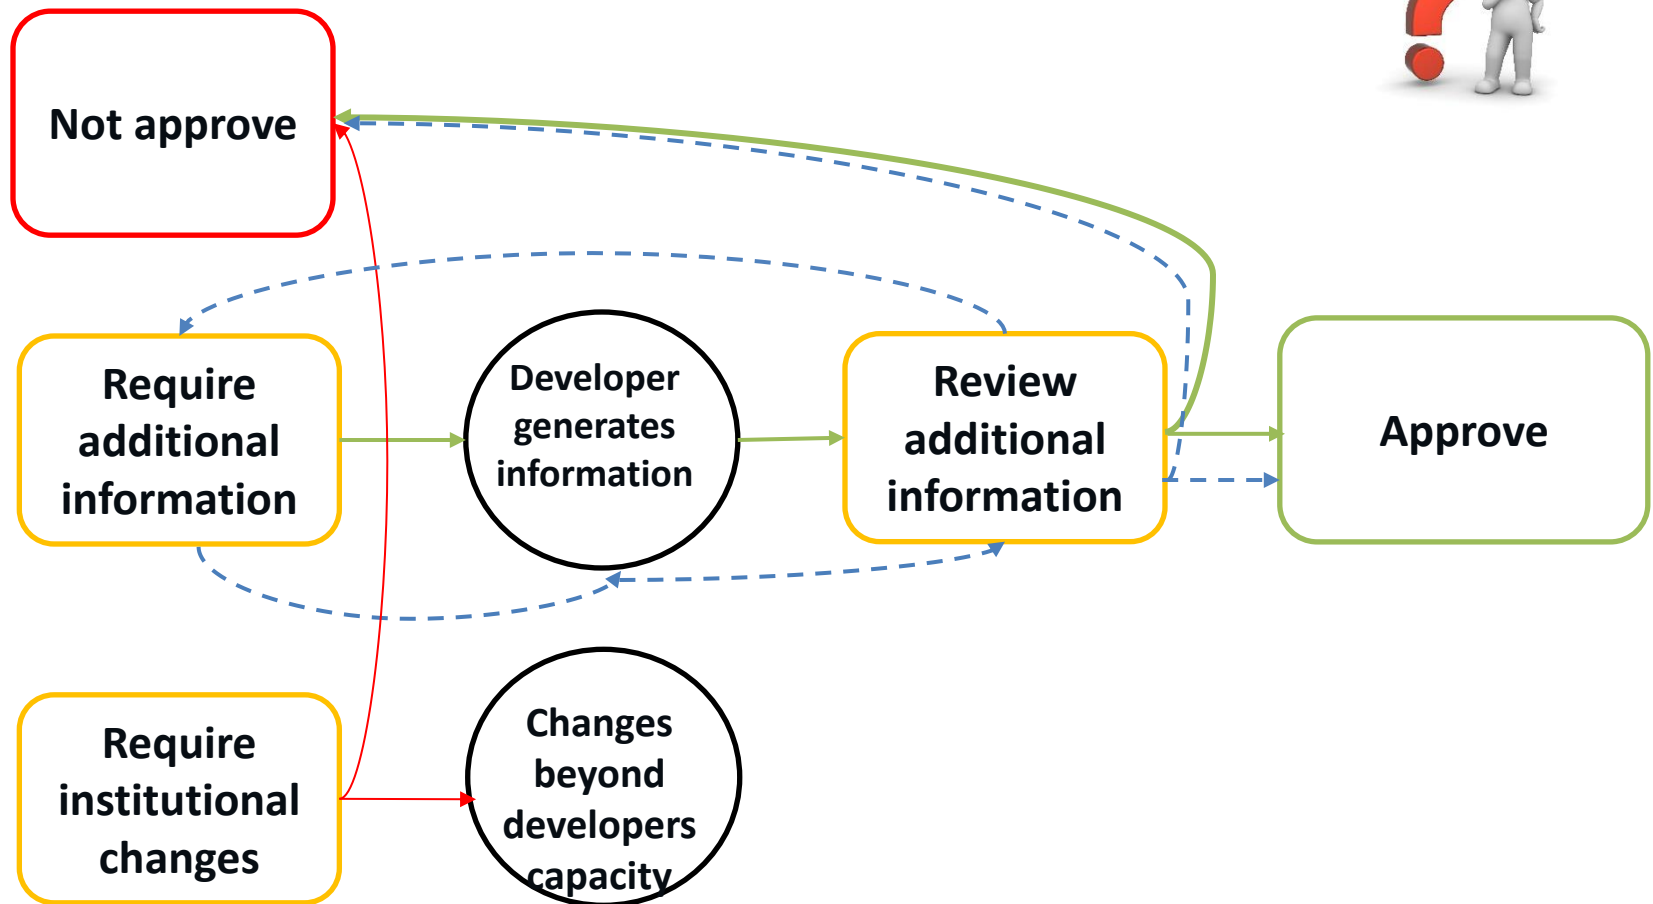 Not approve
Require
additional
information
Developer
generates
information
Review
additional
information
Approve
Require
institutional
changes
Changes
beyond
developers
capacity